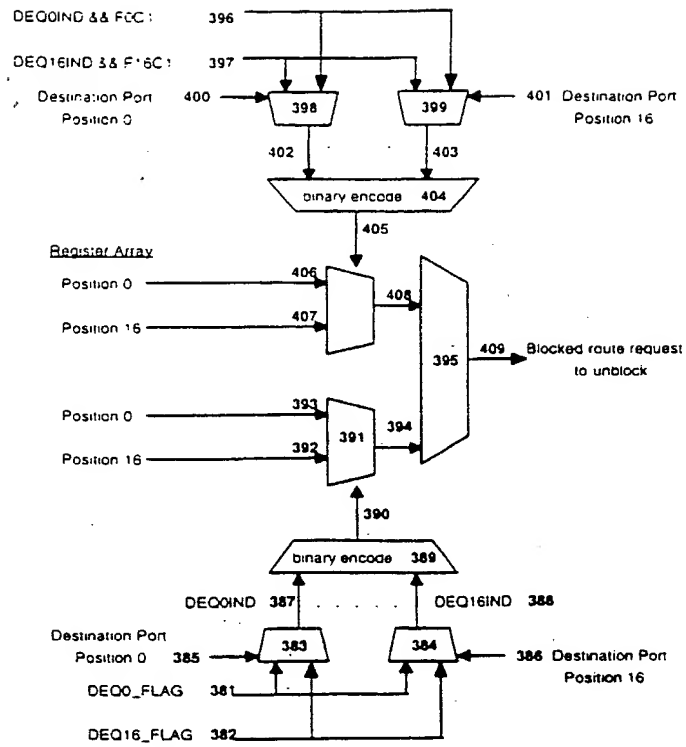 DEQ0IND && F0C1 396
DEQ16IND && F16C1 397
Destination Port 400
Position 0
398
399
401 Destination Port
Position 16
402
403
binary encode 404
405
Register Array
Position 0
406
Position 16
407
408
395
409
Blocked route request
to unblock
Position 0
393
Position 16
392
391
394
390
binary encode 389
DEQ0IND 387
DEQ16IND 388
Destination Port
Position 0 385
383
384
386 Destination Port
Position 16
DEQ0_FLAG 381
DEQ16_FLAG 382